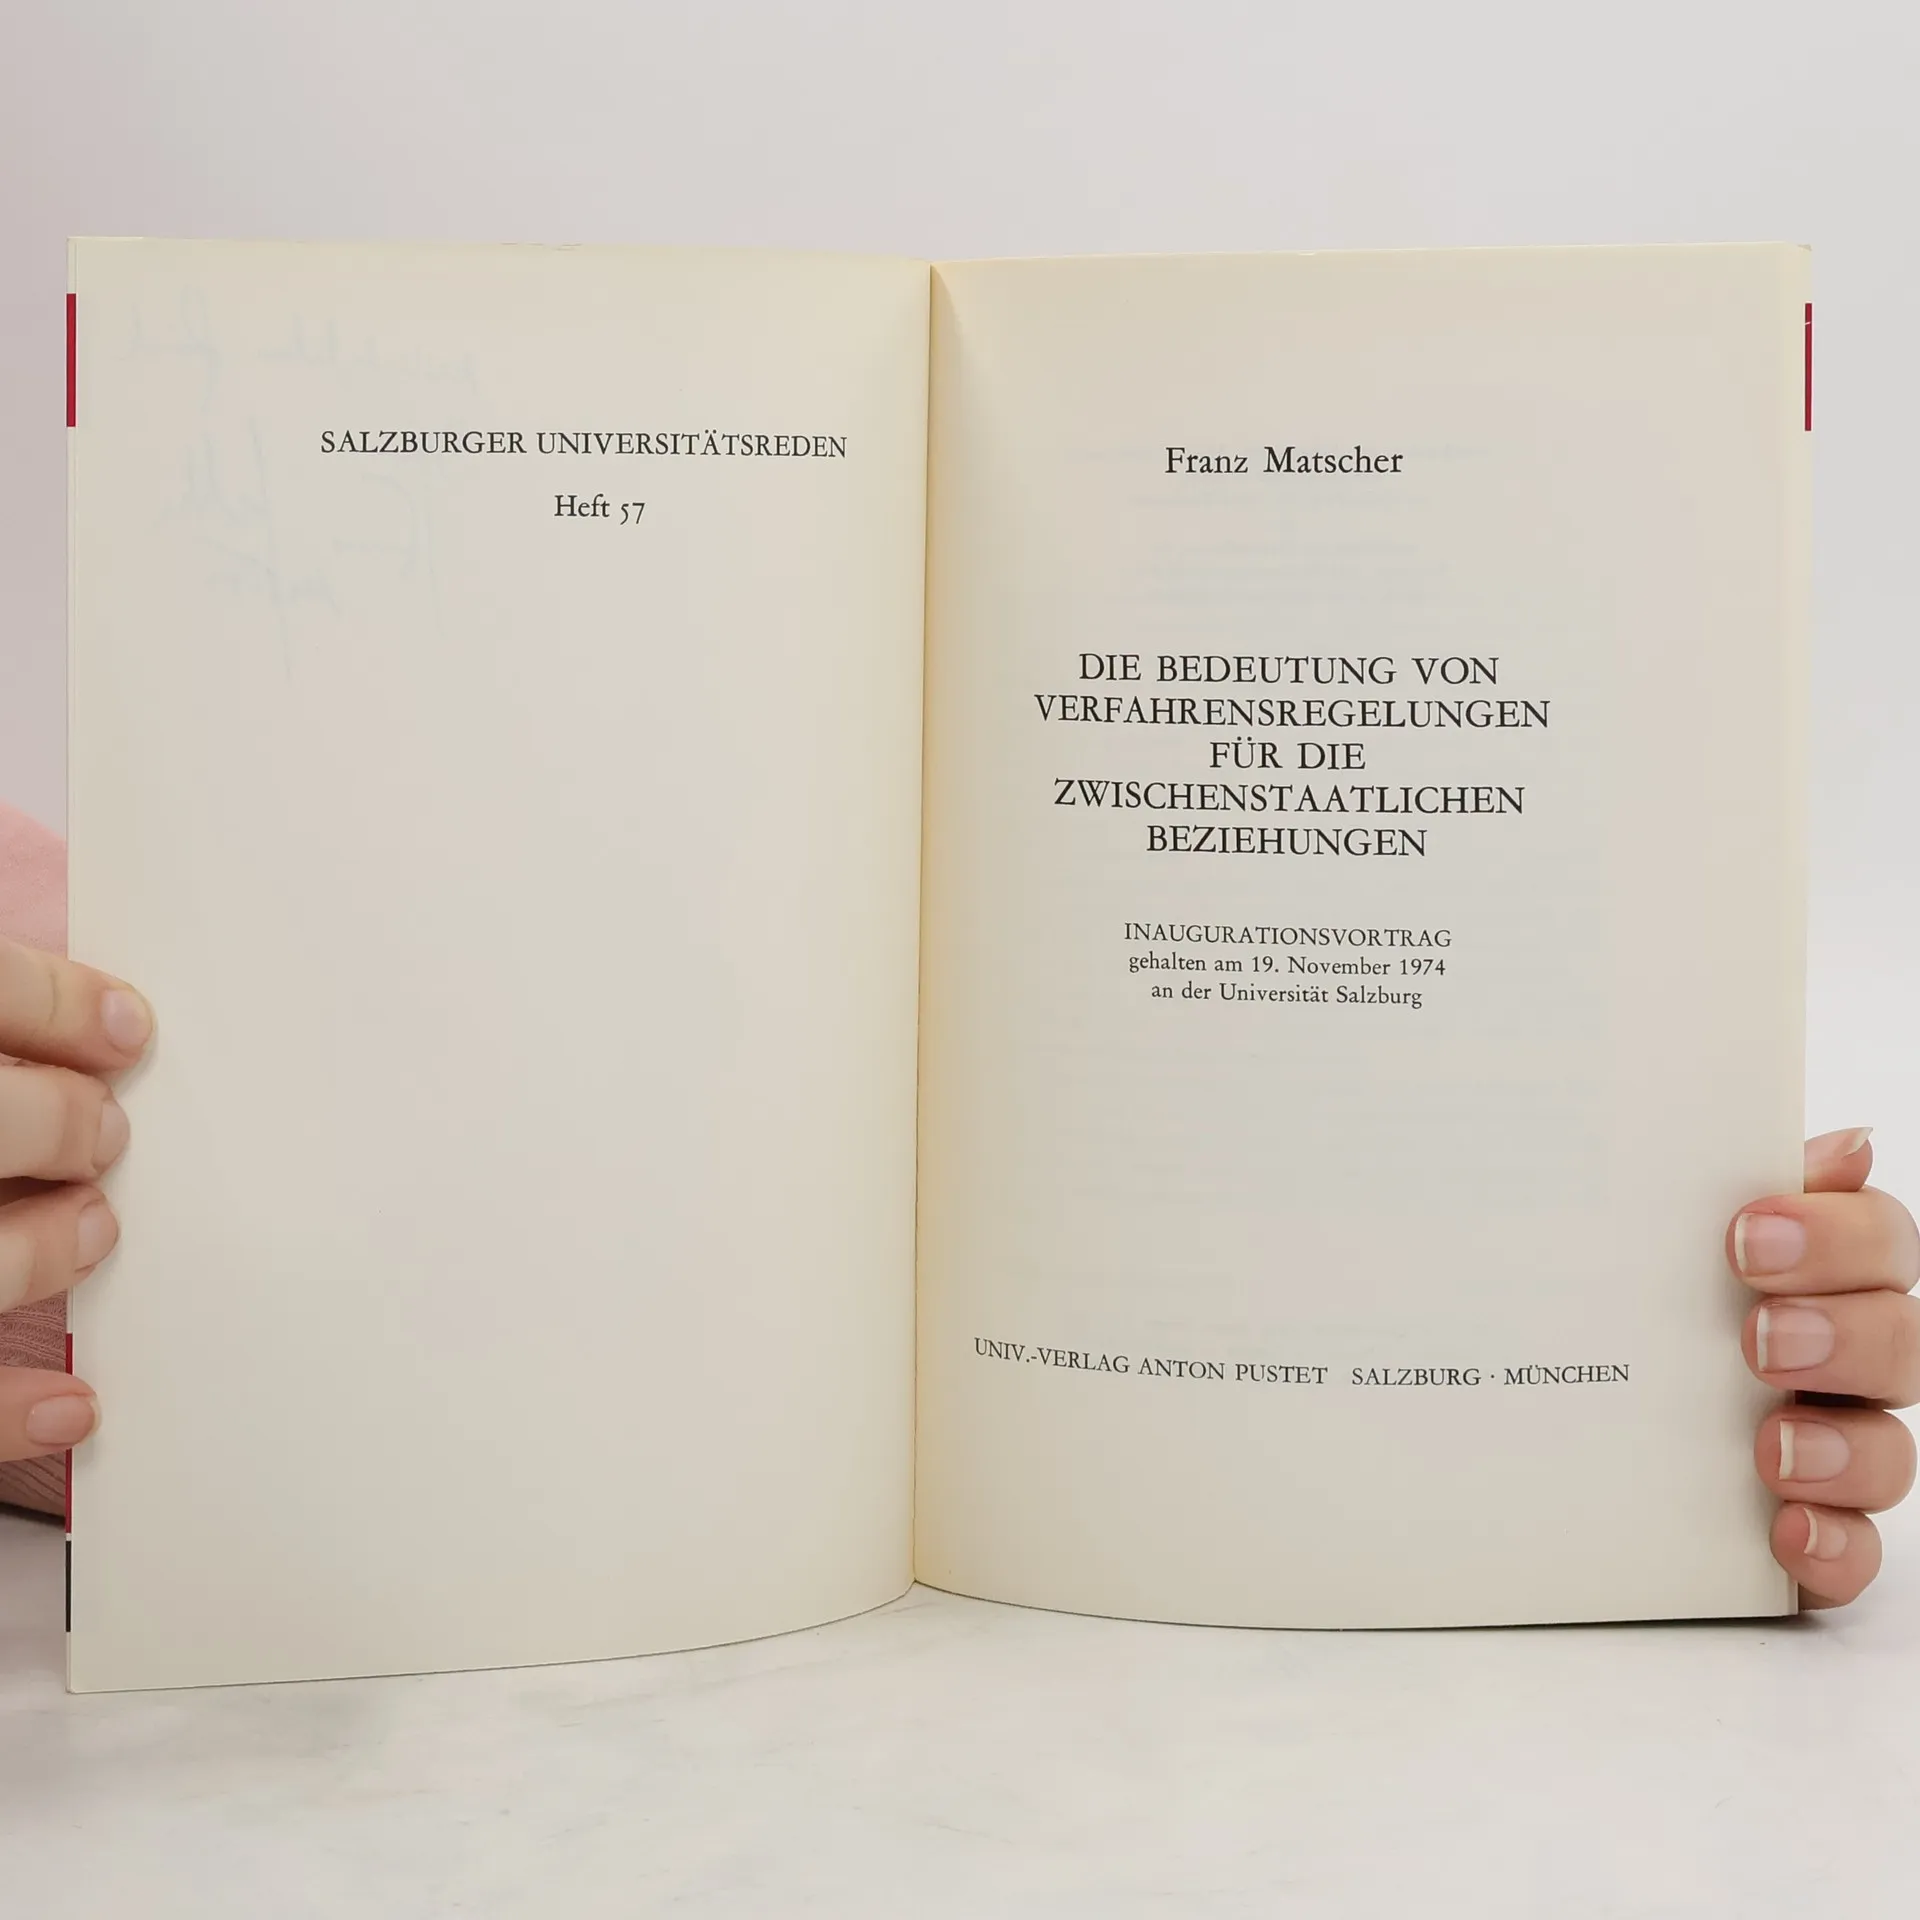 SALZBURGER UNIVERSITÄTSREDEN
Heft 57
Franz Matscher
DIE BEDEUTUNG VON
VERFAHRENSREGELUNGEN
FÜR DIE
ZWISCHENSTAATLICHEN
BEZIEHUNGEN
INAUGURATIONSVORTRAG
gehalten am 19. November 1974
an der Universität Salzburg
UNIV.-VERLAG ANTON PUSTET SALZBURG · MÜNCHEN